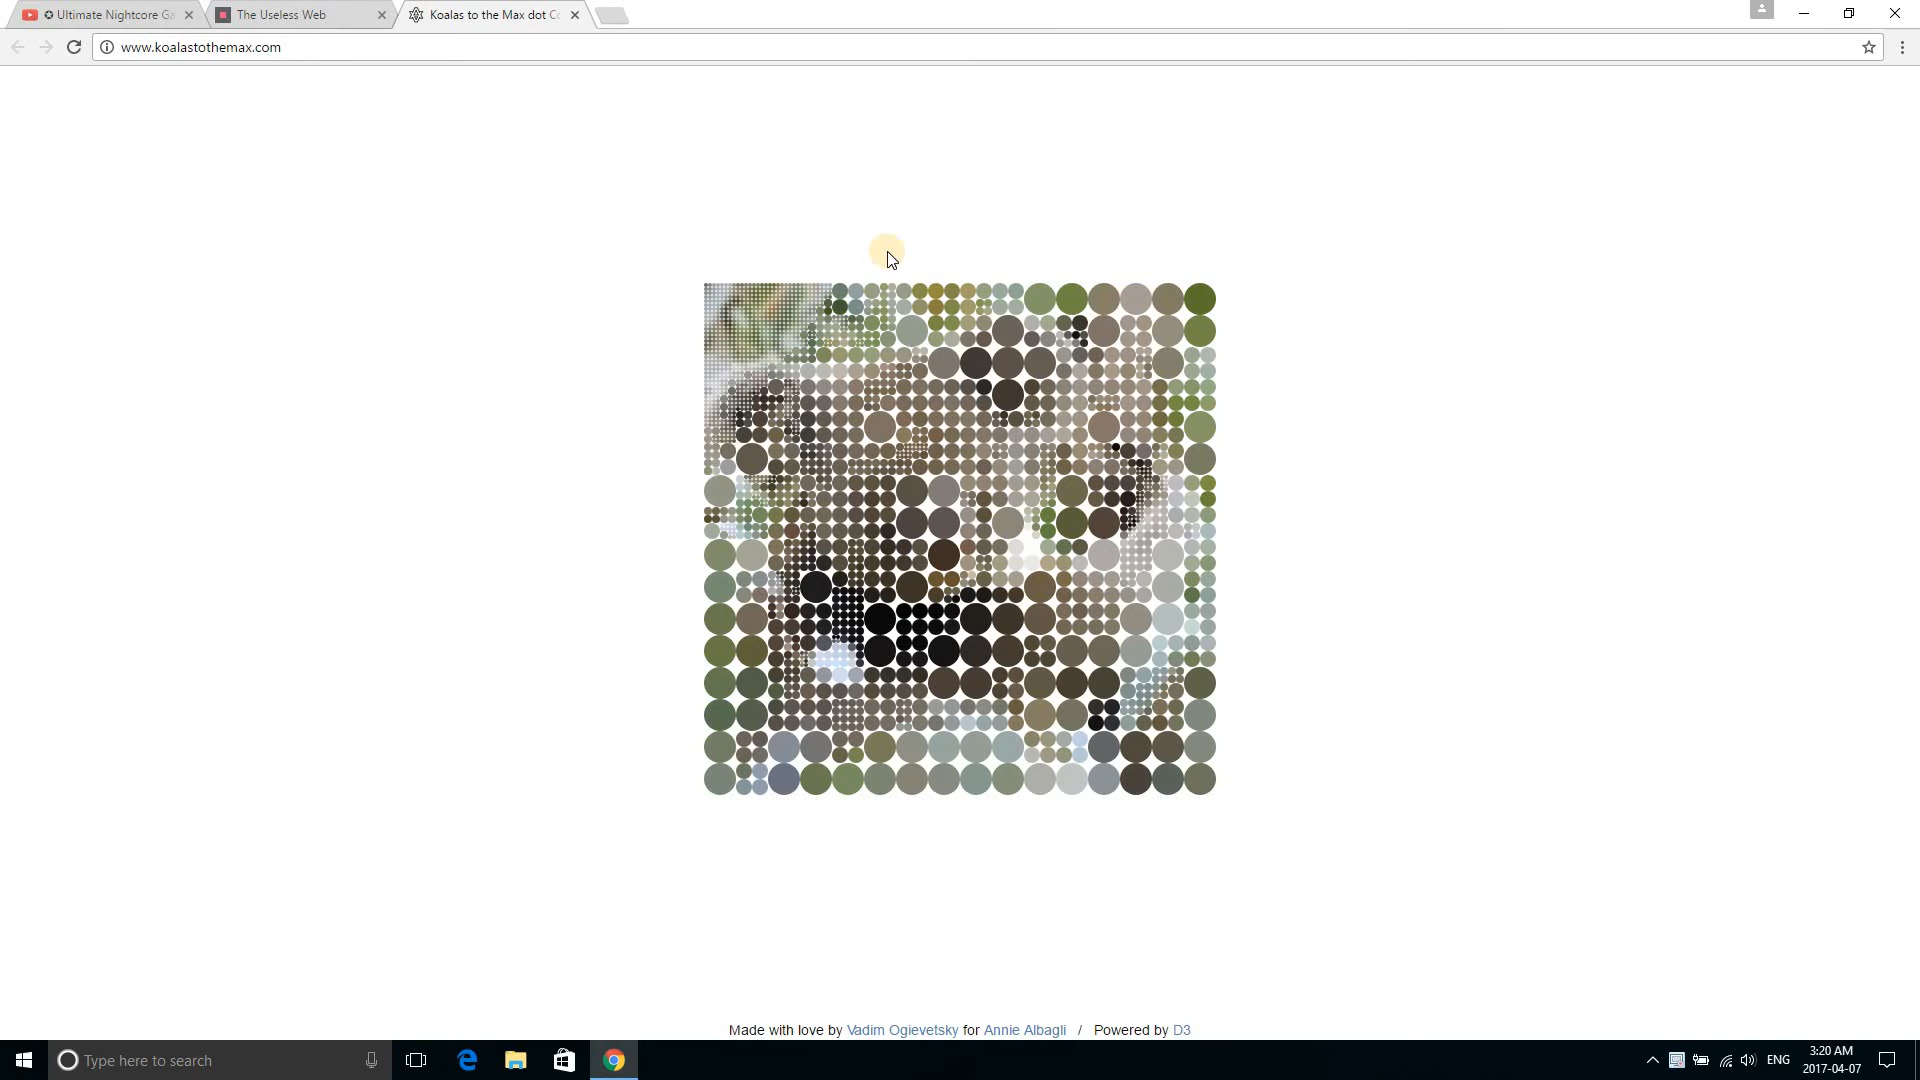 Ultimate Nightcore Ga
The Useless Web
Koalas to the Max dot Co
www.koalastothemax.com
Made with love by Vadim Ogievetsky for Annie Albagli / Powered by D3
Type here to search
ENG
3:20 AM
2017-04-07